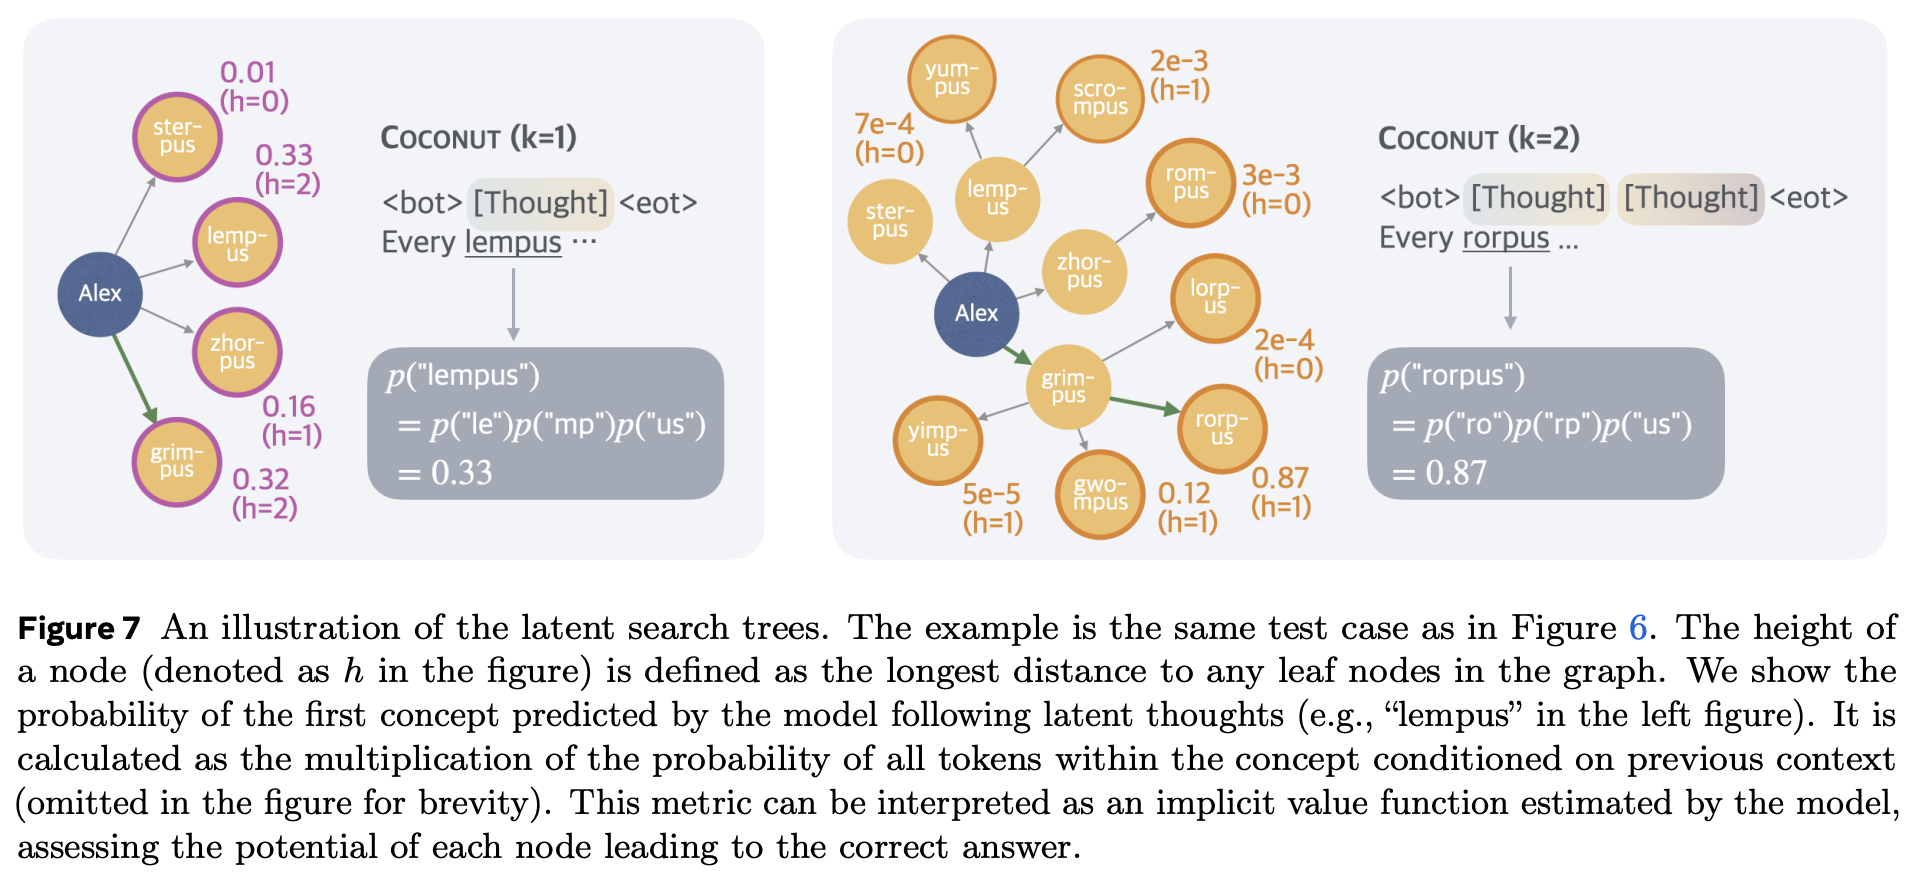 0.01
(h=0)
ster-
pus
0.33
(h=2)
lemp-
us
Alex
zhor-
pus
0.16
(h=1)
grim-
pus
0.32
(h=2)
COCONUT (k=1)
<bot> [Thought] <eot>
Every lempus ...
p("lempus")
= p("le")p("mp")p("us")
= 0.33
yum-
pus
7e-4
(h=0)
scro-
mpus
2e-3
(h=1)
lemp-
us
rom-
pus
3e-3
(h=0)
ster-
pus
zhor-
pus
Alex
lorp-
us
2e-4
(h=0)
grim-
pus
yimp-
us
5e-5
(h=1)
gwo-
mpus
0.12
(h=1)
rorp-
us
0.87
(h=1)
COCONUT (k=2)
<bot> [Thought] [Thought] <eot>
Every rorpus ...
p("rorpus")
= p("ro")p("rp")p("us")
= 0.87
Figure 7 An illustration of the latent search trees. The example is the same test case as in Figure 6. The height of
a node (denoted as h in the figure) is defined as the longest distance to any leaf nodes in the graph. We show the
probability of the first concept predicted by the model following latent thoughts (e.g., “lempus” in the left figure). It is
calculated as the multiplication of the probability of all tokens within the concept conditioned on previous context
(omitted in the figure for brevity). This metric can be interpreted as an implicit value function estimated by the model,
assessing the potential of each node leading to the correct answer.